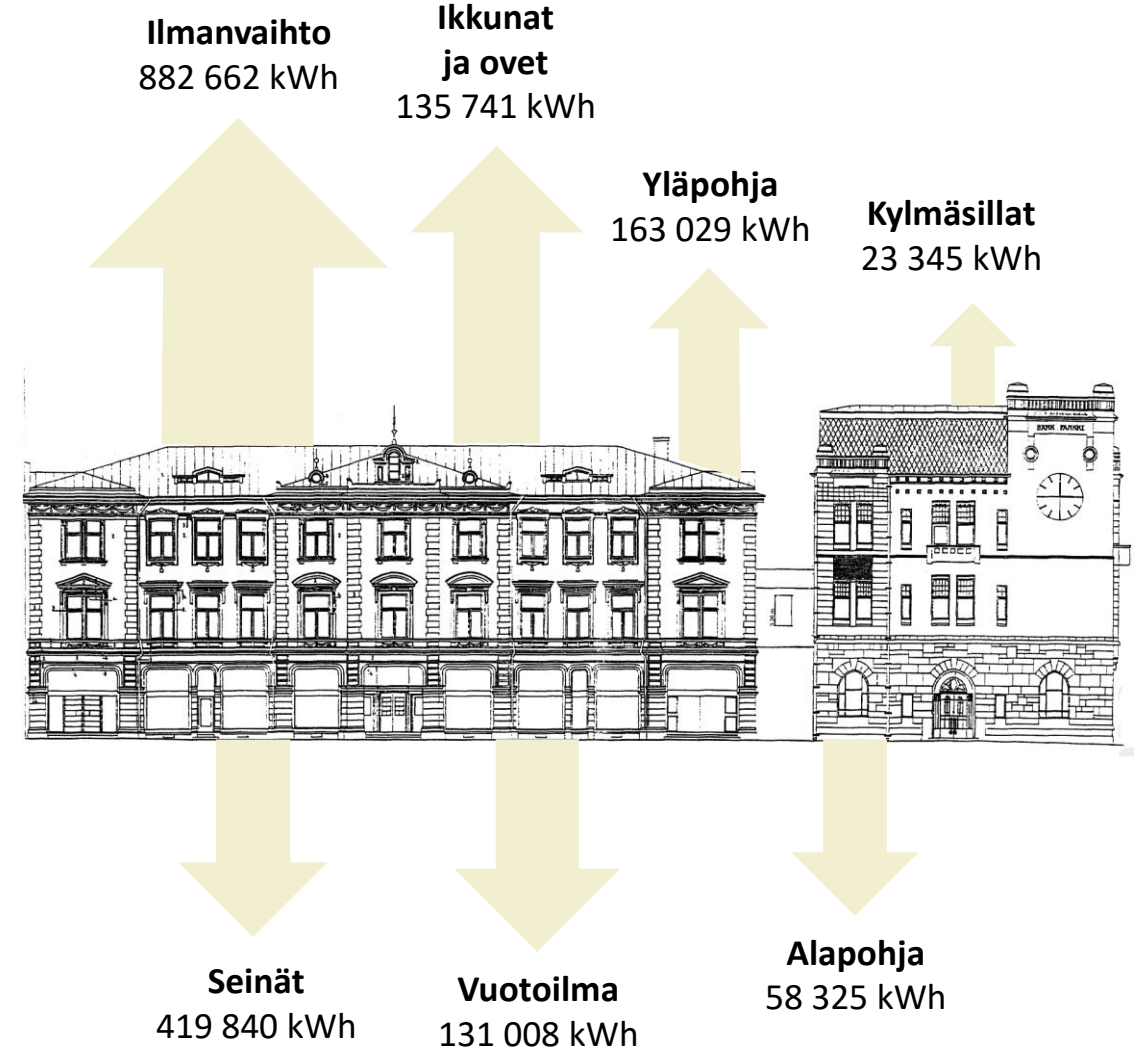 Ilmanvaihto
882 662 kWh
Ikkunat
ja ovet
135 741 kWh
Yläpohja
163 029 kWh
Kylmäsillat
23 345 kWh
Seinät
419 840 kWh
Vuotoilma
131 008 kWh
Alapohja
58 325 kWh